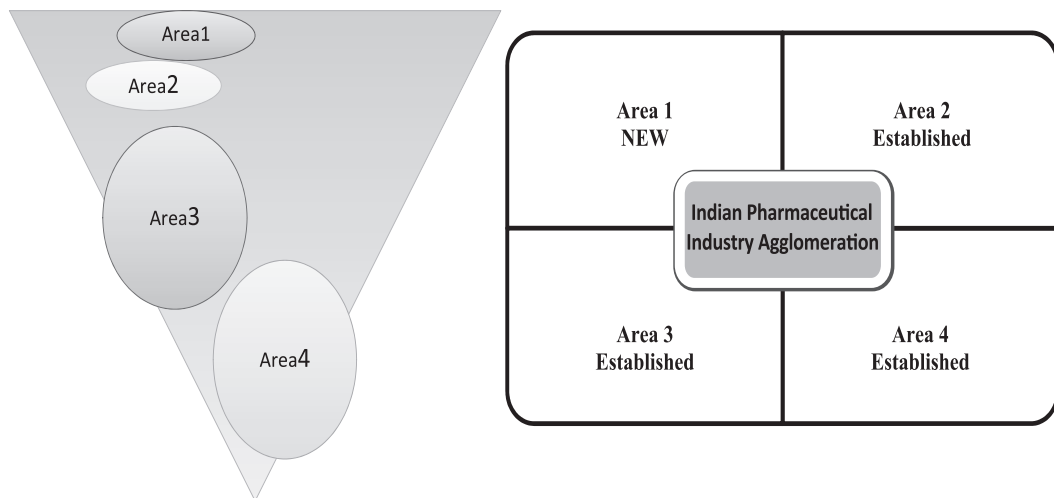 Area1
Area2
Area3
Area4
Area 1
NEW
Area 2
Established
Indian Pharmaceutical
Industry Agglomeration
Area 3
Established
Area 4
Established